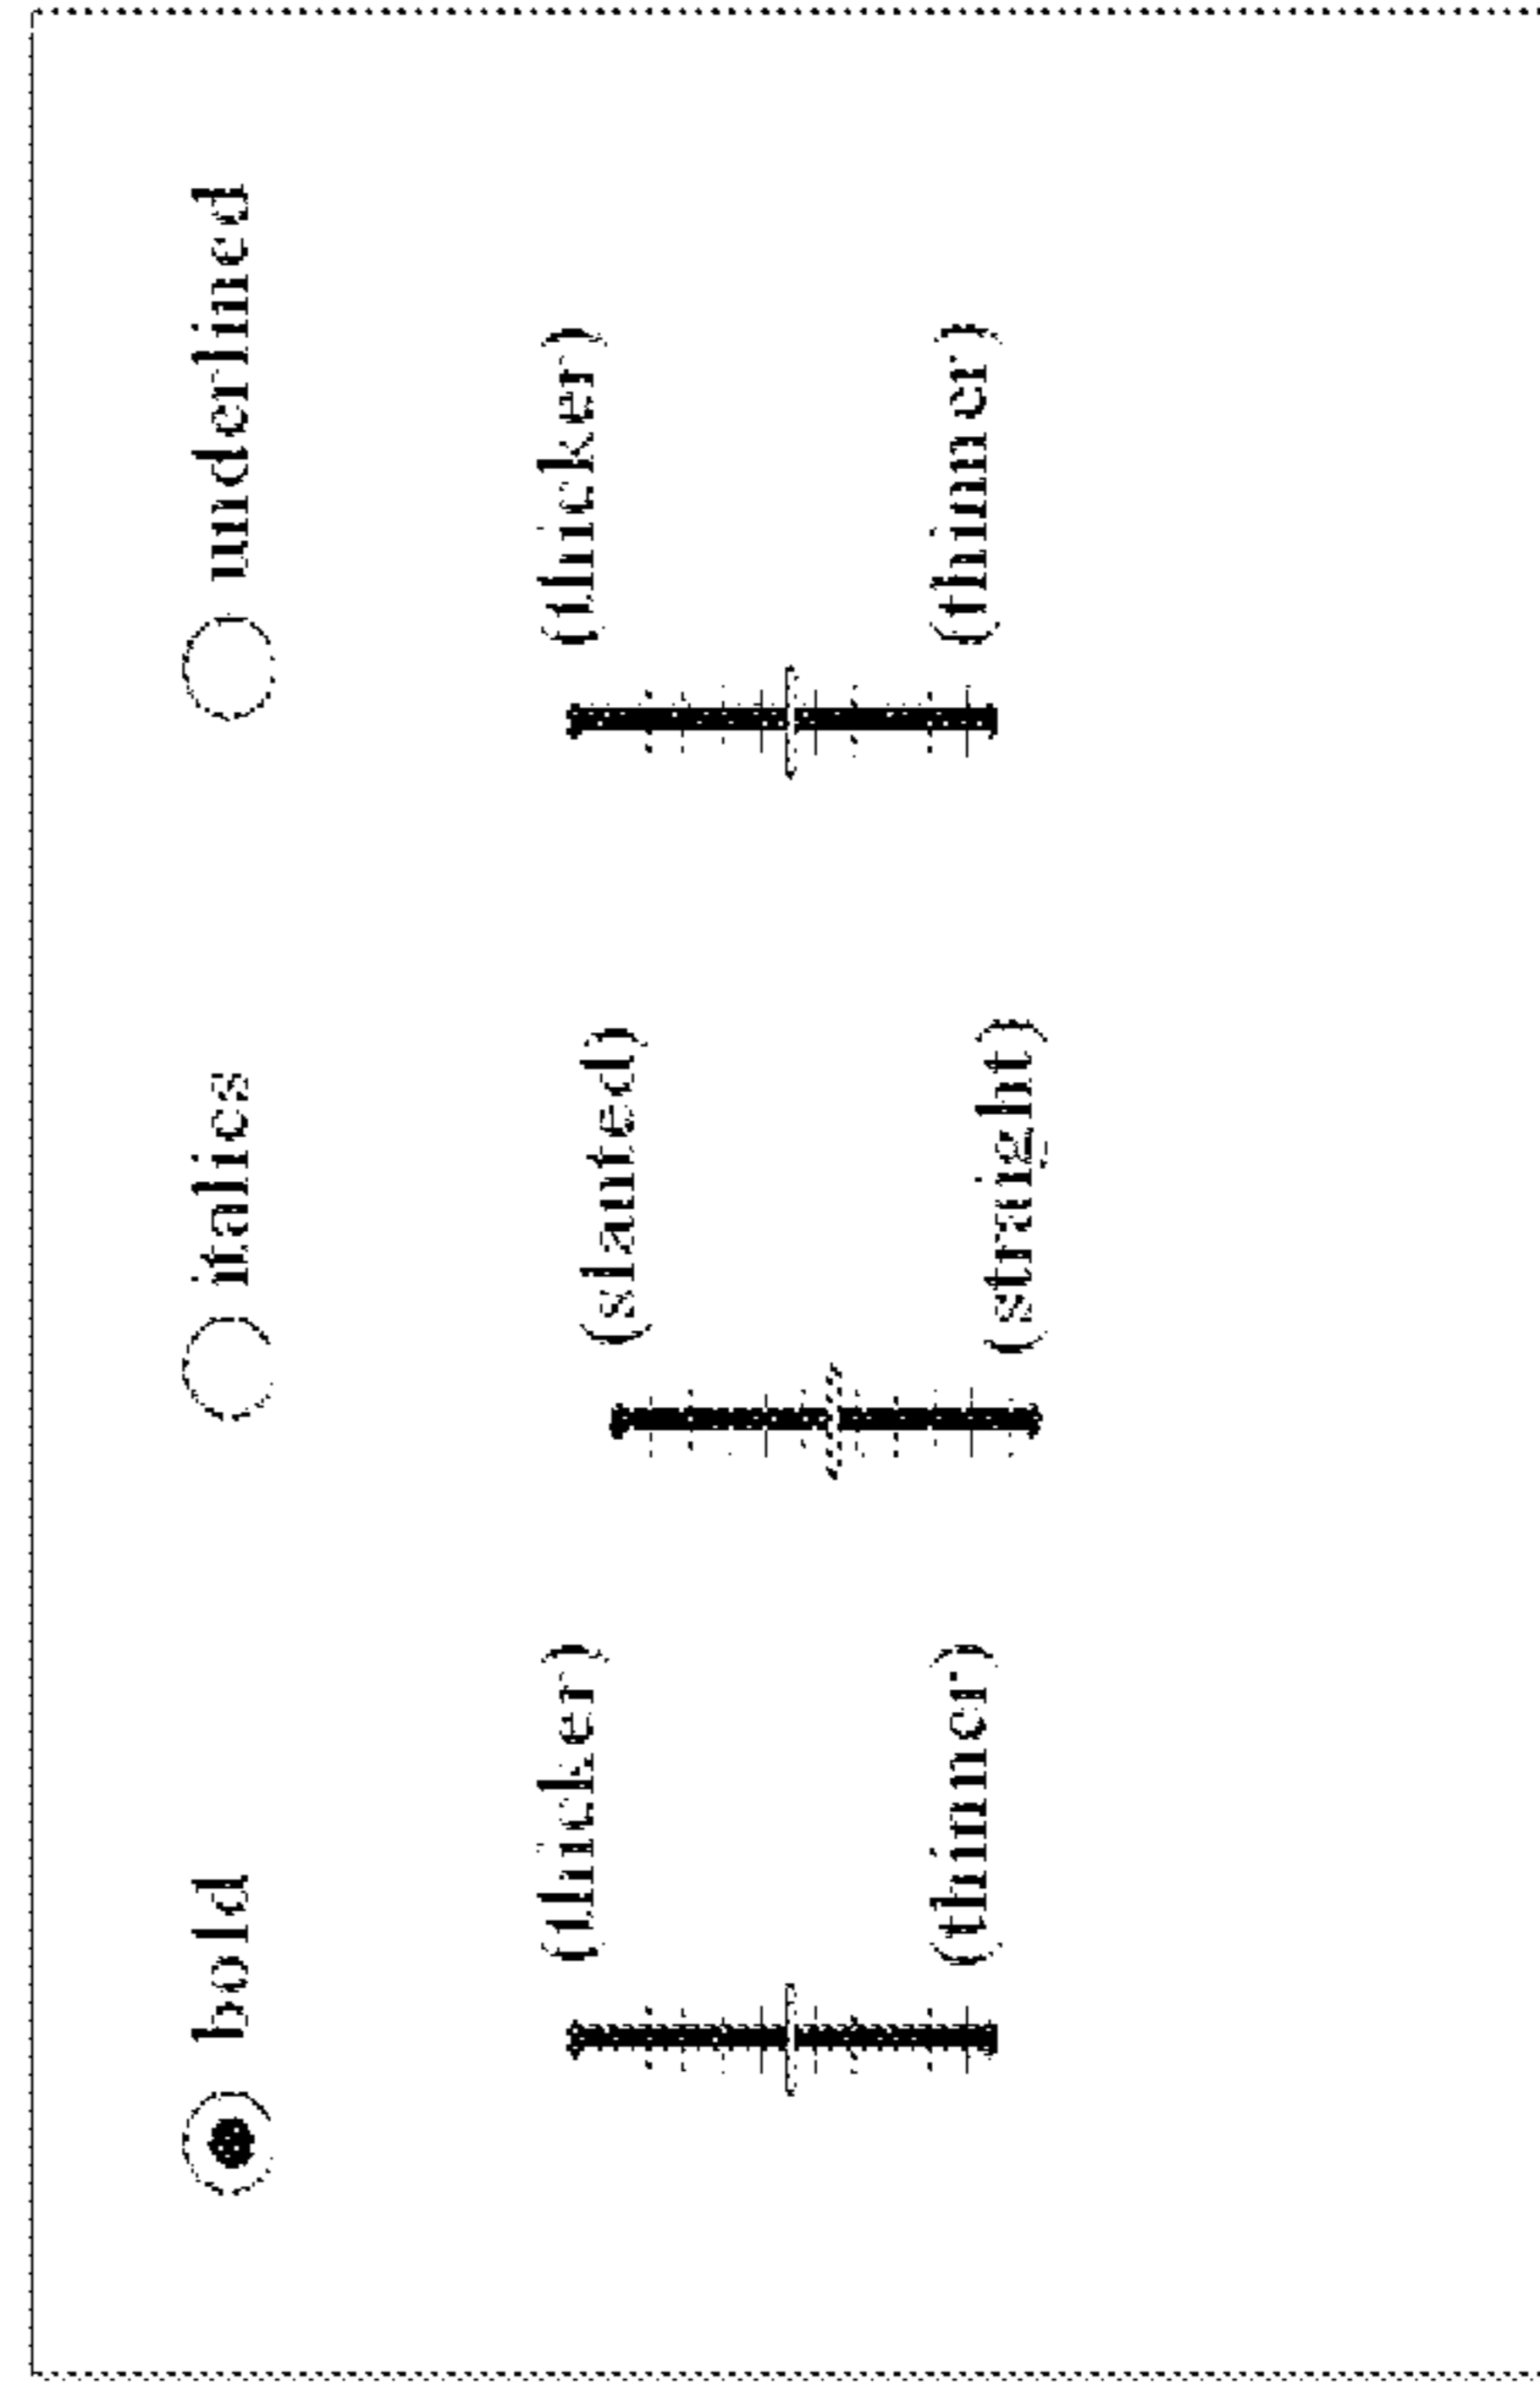 bold italics underlined
(thicker) (slanted) (thicker)
(thinner) (straight) (thinner)